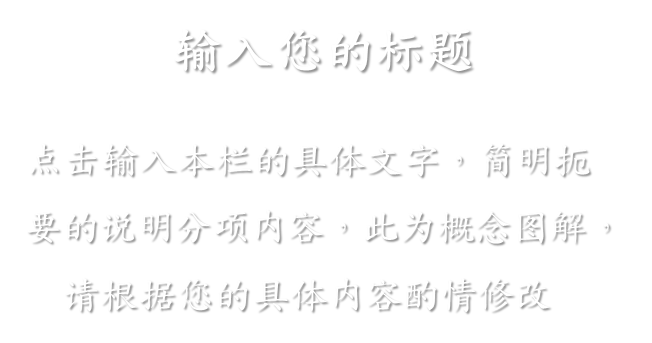 输入您的标题
点击输入本栏的具体文字，简明扼
要的说明分项内容，此为概念图解，
请根据您的具体内容酌情修改